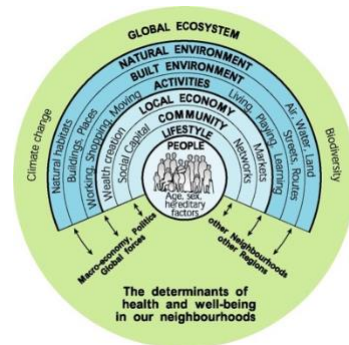 GLOBAL ECOSYSTEM
NATURAL ENVIRONMENT
BUILT ENVIRONMENT
ACTIVITIES
LOCAL ECONOMY
COMMUNITY
LIFESTYLE
PEOPLE
Age, sex,
hereditary
factors
Climate change
Natural habitats
Buildings, Places
Working, Shopping, Moving
Wealth creation
Social Capital
Biodiversity
Air, Water, Land
Streets, Routes
Living, Playing, Learning
Markets
Networks
Macro-economy, Politics
Global forces
other Neighbourhoods
other Regions
The determinants of
health and well-being
in our neighbourhoods